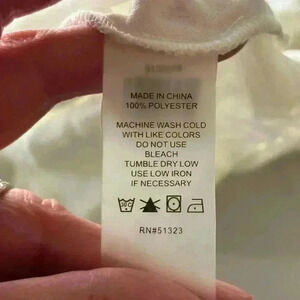 MADE IN CHINA
100% POLYESTER
MACHINE WASH COLD
WITH LIKE COLORS
DO NOT USE
BLEACH
TUMBLE DRY LOW
USE LOW IRON
IF NECESSARY
RN#51323